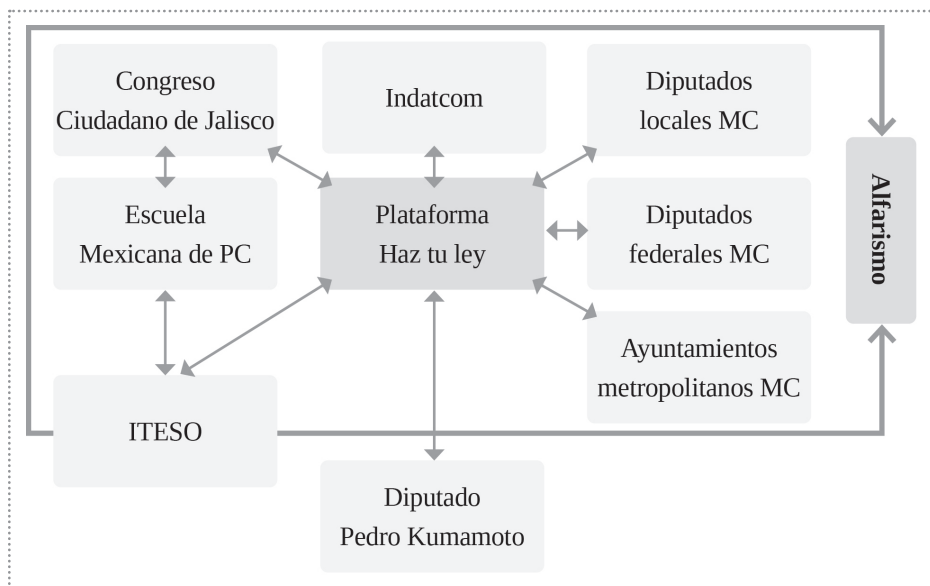 Congreso
Ciudadano de Jalisco
Indatcom
Diputados
locales MC
Escuela
Mexicana de PC
Plataforma
Haz tu ley
Diputados
federales MC
Alfarismo
Ayuntamientos
metropolitanos MC
ITESO
Diputado
Pedro Kumamoto